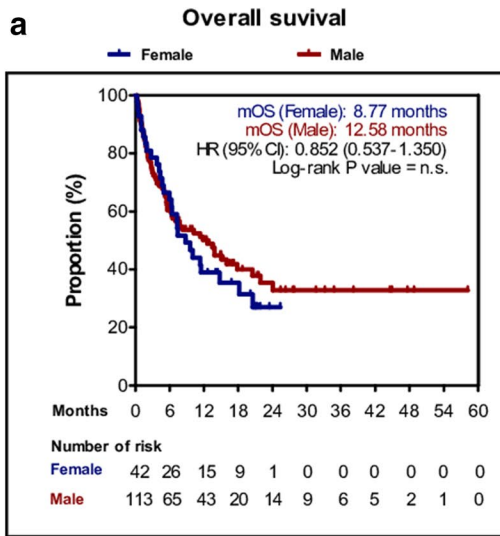 a
Overall suvival
Female
Male
mOS (Female): 8.77 months
mOS (Male): 12.58 months
HR (95% CI): 0.852 (0.537-1.350)
Log-rank P value = n.s.
Proportion (%)
100
80
60
40
20
0
Months 0 6 12 18 24 30 36 42 48 54 60
Number of risk
Female 42 26 15 9 1 0 0 0 0 0 0
Male 113 65 43 20 14 9 6 5 2 1 0